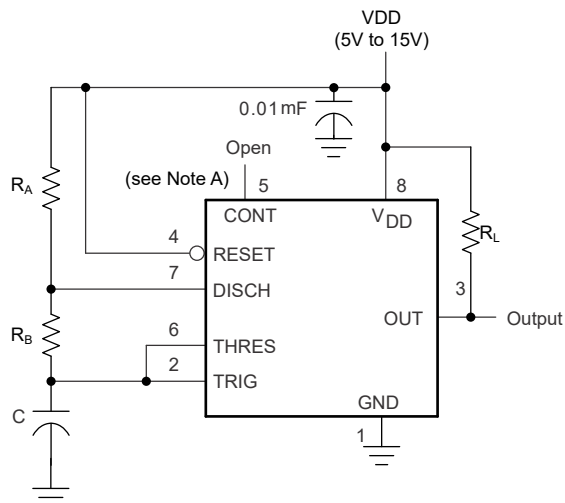 VDD
(5V to 15V)
0.01mF
Open
(see Note A)
5
8
CONT
VDD
RA
4
RESET
RL
7
DISCH
3
OUT
Output
RB
6
THRES
2
TRIG
C
GND
1